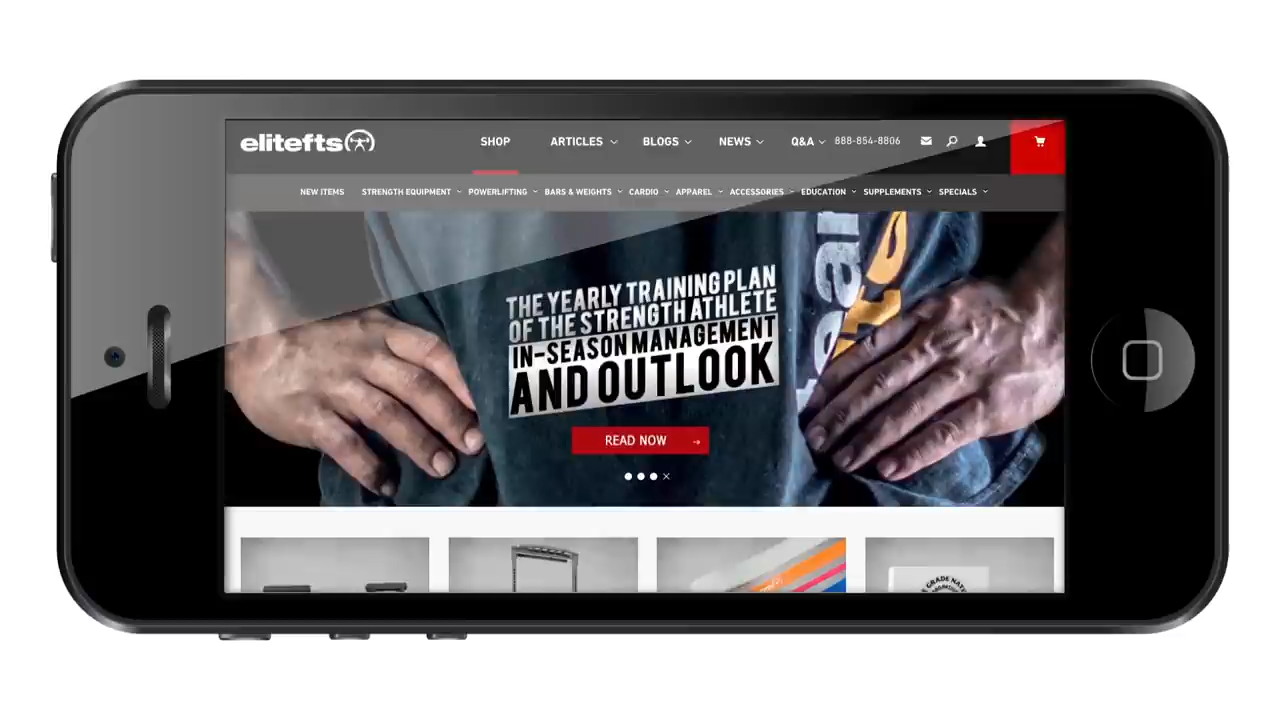 elitefts
SHOP ARTICLES BLOGS NEWS Q&A 888-854-8806
NEW ITEMS STRENGTH EQUIPMENT POWERLIFTING BARS & WEIGHTS CARDIO APPAREL ACCESSORIES EDUCATION SUPPLEMENTS SPECIALS
THE YEARLY TRAINING PLAN
OF THE STRENGTH ATHLETE
IN-SEASON MANAGEMENT
AND OUTLOOK
READ NOW →
GRADE